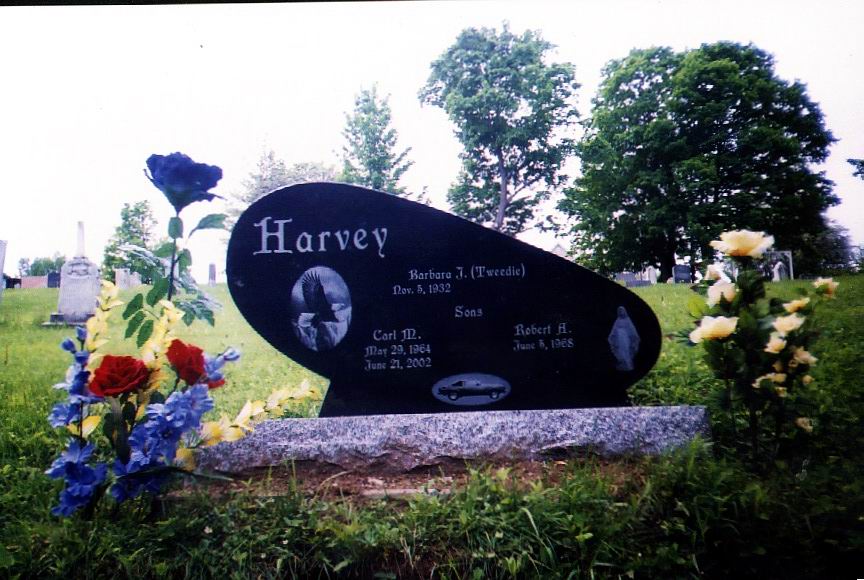 Harvey
Barbara J. (Tweedie)
Nov. 5, 1932
Sons
Carl M.
May 29, 1964
June 21, 2002
Robert A.
June 5, 1968